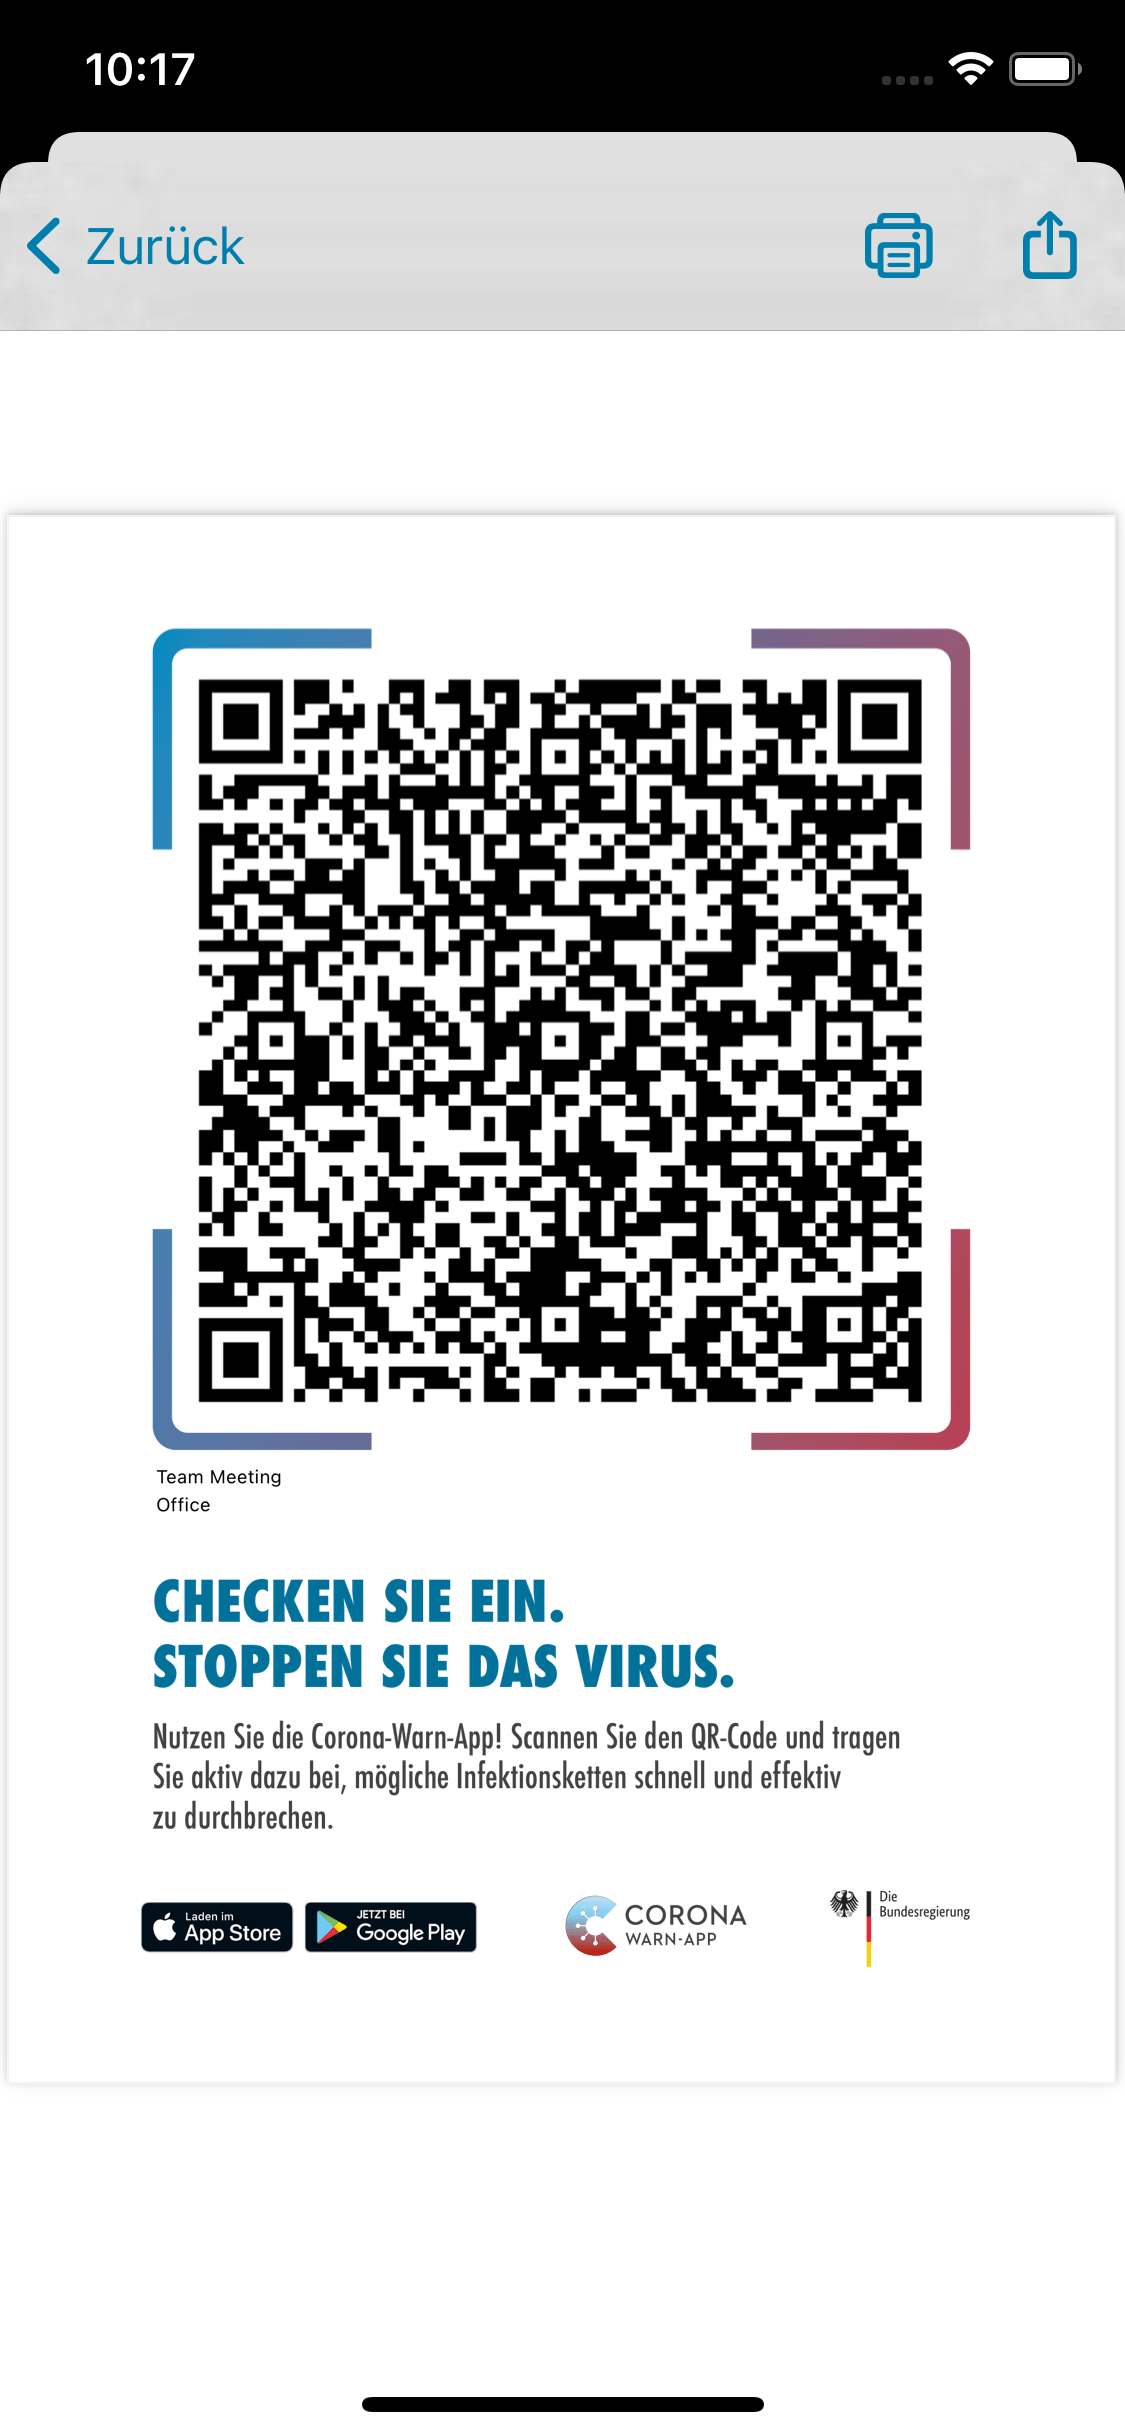 10:17
Zurück
Team Meeting
Office
CHECKEN SIE EIN.
STOPPEN SIE DAS VIRUS.
Nutzen Sie die Corona-Warn-App! Scannen Sie den QR-Code und tragen
Sie aktiv dazu bei, mögliche Infektionsketten schnell und effektiv
zu durchbrechen.
Laden im
App Store
JETZT BEI
Google Play
CORONA
WARN-APP
Die
Bundesregierung